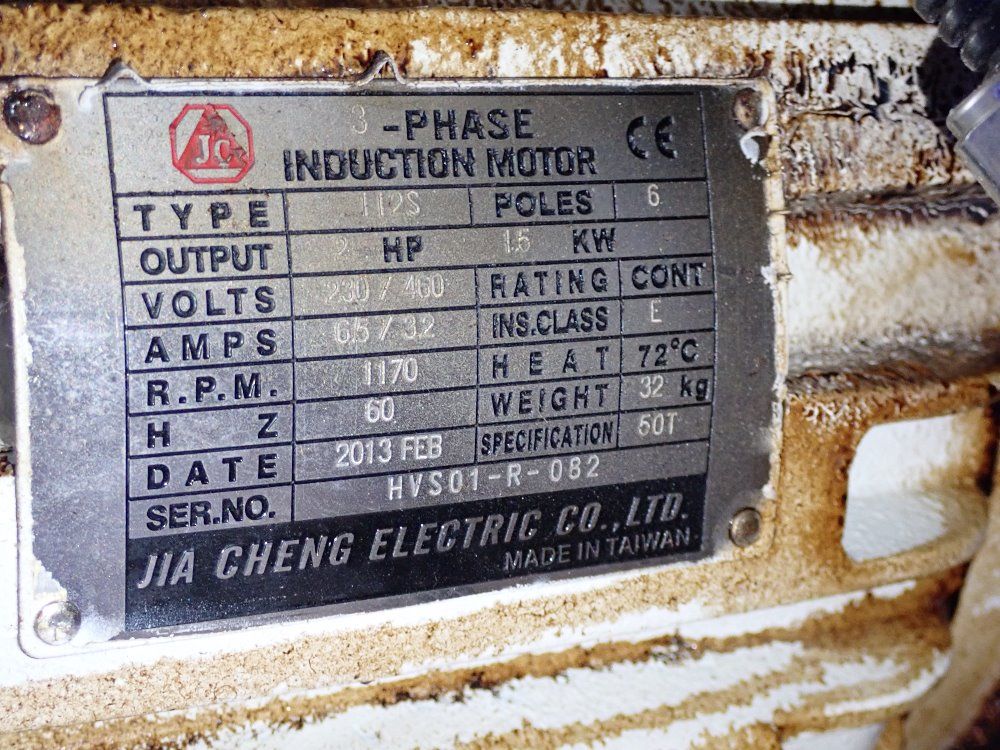 JC
3 -PHASE
INDUCTION MOTOR
CE
TYPE 112S POLES 6
OUTPUT 2 HP 1.5 KW
VOLTS 230 / 460 RATING CONT
AMPS 6.5 / 3.2 INS.CLASS E
R.P.M. 1170 HEAT 72°C
HZ 60 WEIGHT 32 kg
DATE 2013 FEB SPECIFICATION 50T
SER.NO. HVS01-R-082
JIA CHENG ELECTRIC CO.,LTD.
MADE IN TAIWAN